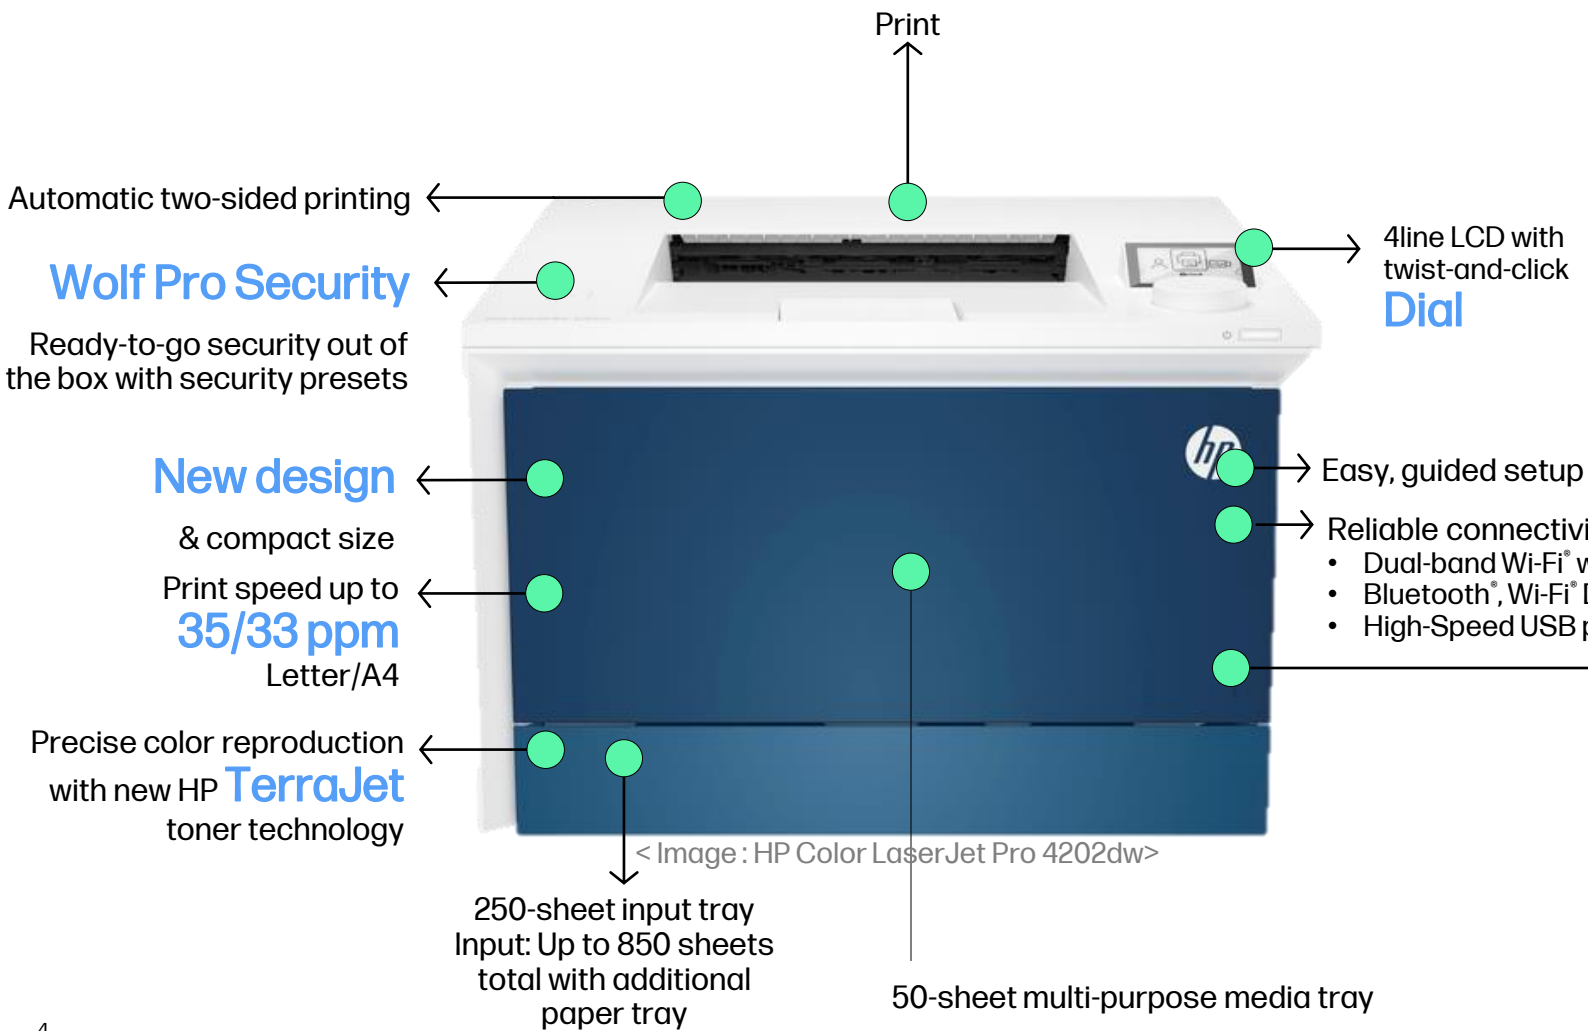 Print
Automatic two-sided printing
Wolf Pro Security
Ready-to-go security out of
the box with security presets
New design
& compact size
Print speed up to
35/33 ppm
Letter/A4
Precise color reproduction
with new HP TerraJet
toner technology
4line LCD with
twist-and-click
Dial
hp
Easy, guided setup
Reliable
• Dual-band Wi-Fi®
• Bluetooth®, Wi-Fi®
• High-Speed USB
< Image : HP Color LaserJet Pro 4202dw>
250-sheet input tray
Input: Up to 850 sheets
total with additional
paper tray
50-sheet multi-purpose media tray
4